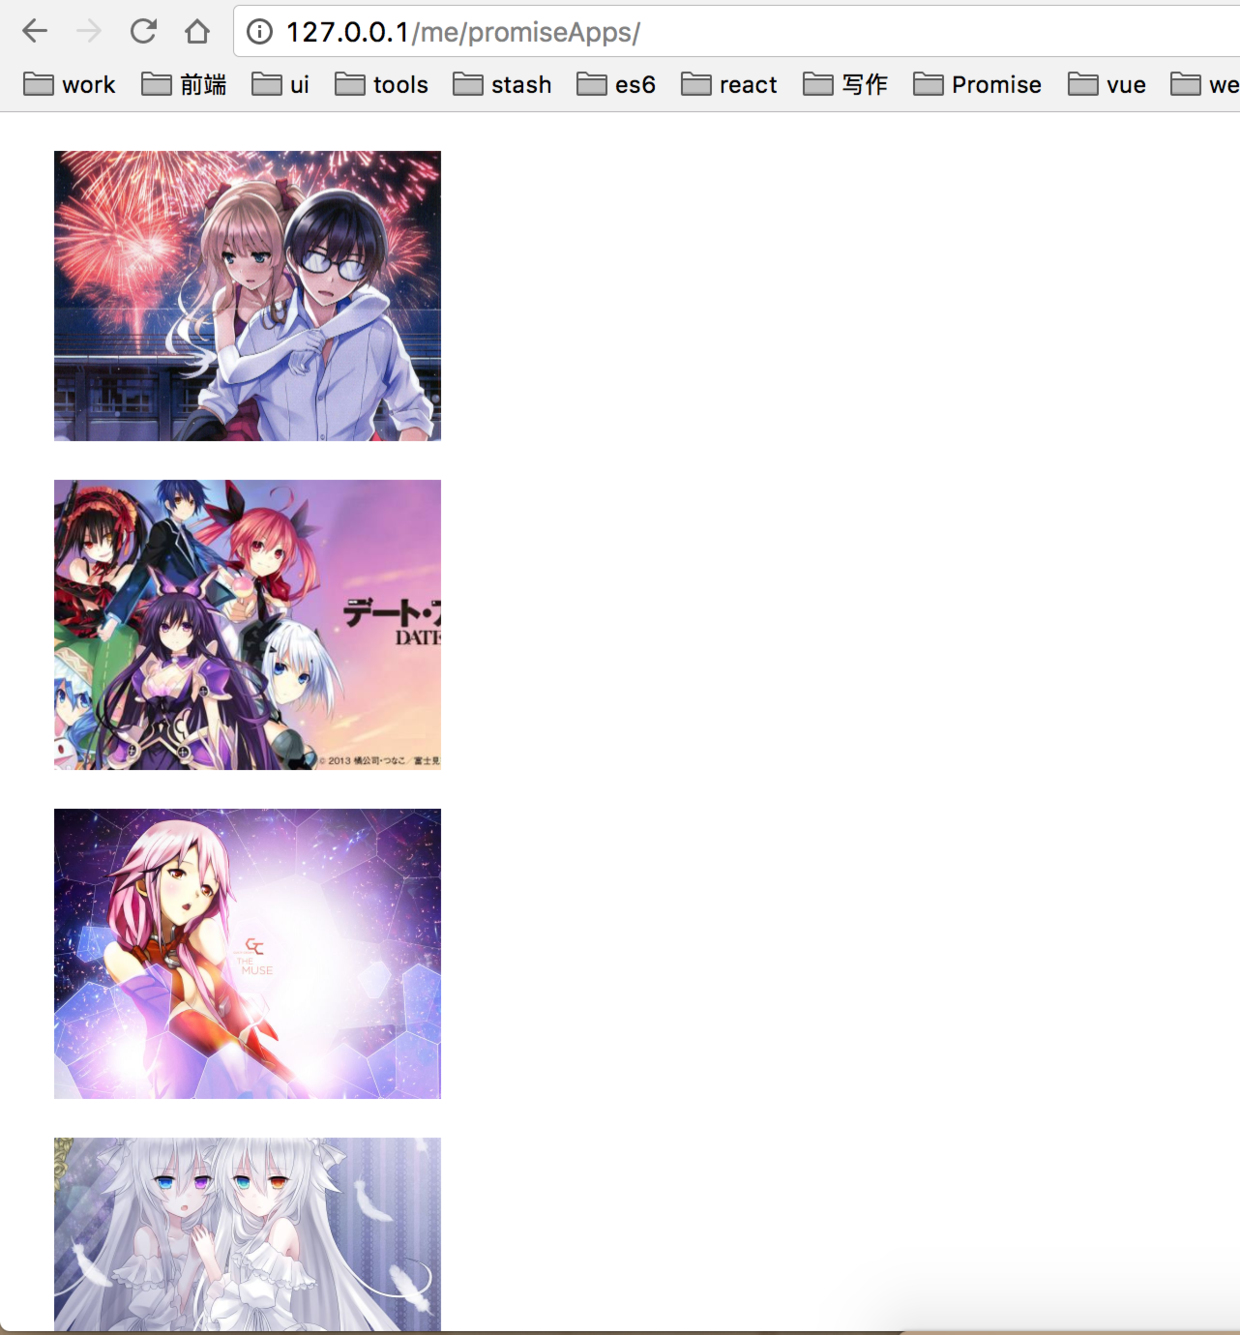 127.0.0.1/me/promiseApps/
work 前端 ui tools stash es6 react 写作 Promise vue we
デート・ア
DATE
© 2013 橘公司・つなこ／富士見
GC
THE
MUSE